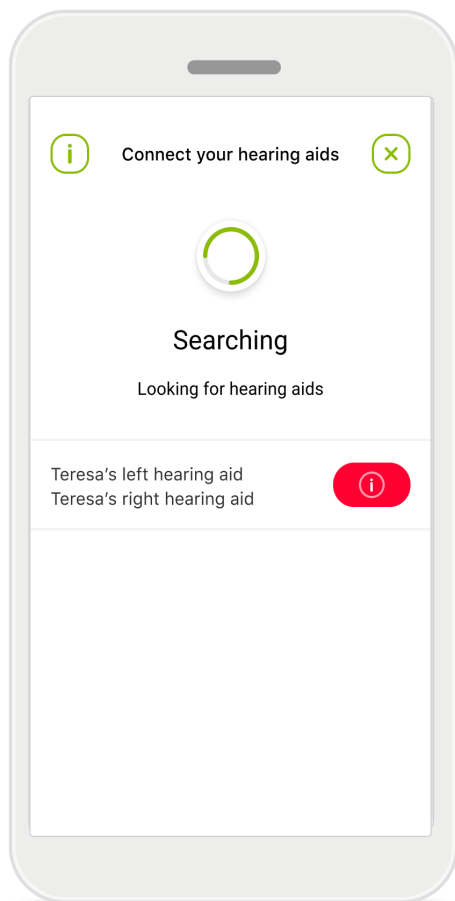 Connect your hearing aids
Searching
Looking for hearing aids
Teresa’s left hearing aid
Teresa’s right hearing aid